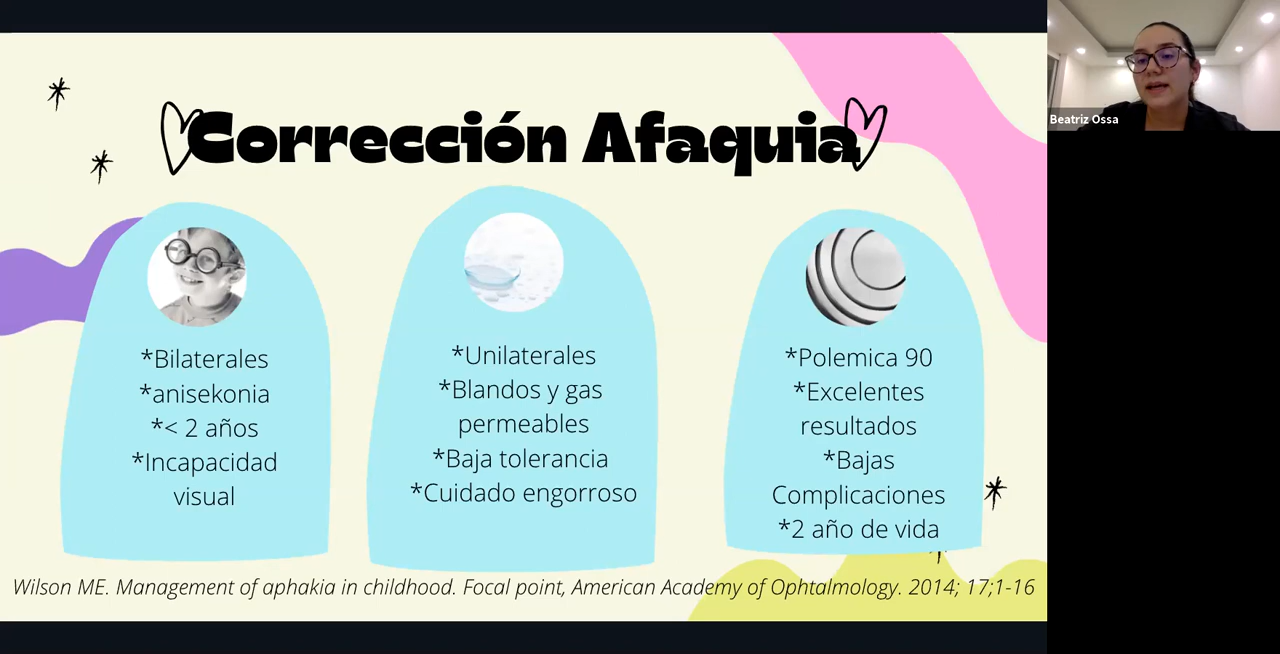 Corrección Afaquia
*Bilaterales
*anisekonia
*< 2 años
*Incapacidad
visual
*Unilaterales
*Blandos y gas
permeables
*Baja tolerancia
*Cuidado engorroso
*Polemica 90
*Excelentes
resultados
*Bajas
Complicaciones
*2 año de vida
Wilson ME. Management of aphakia in childhood. Focal point, American Academy of Ophtalmology. 2014; 17;1-16
Beatriz Ossa